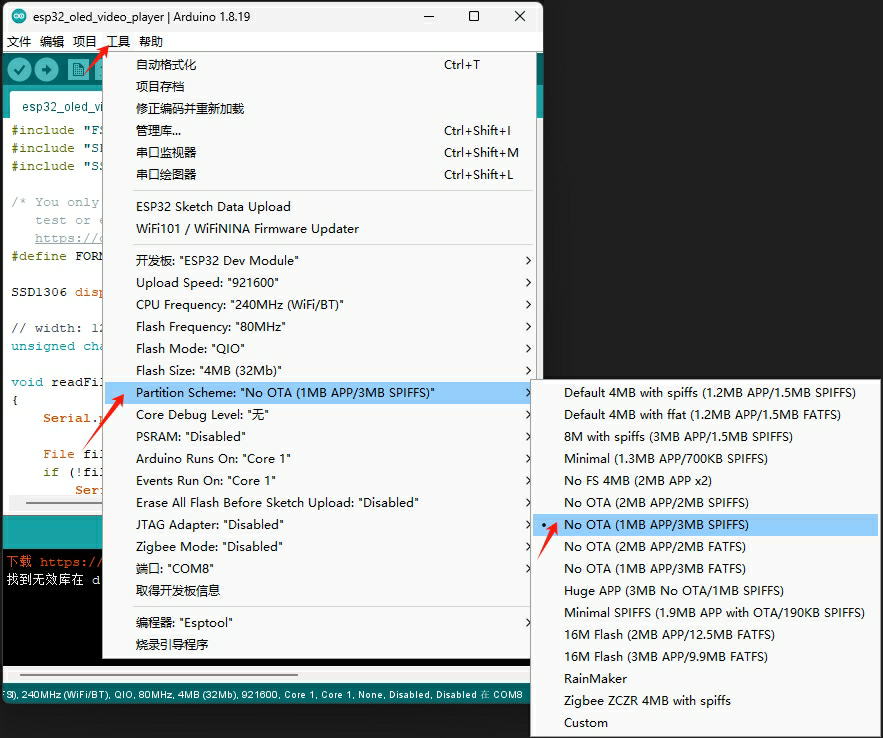 esp32_oled_video_player | Arduino 1.8.19
文件 编辑 项目 工具 帮助
esp32_oled_vi
#include "FS
#include "SI
#include "SS
/* You only
test or e
#define FORM
SSD1306 disp
// width: 12
unsigned cha
void readFil
{
Serial.
File fil
if (!fil
Seri
下载 https://
找到无效库在 d
自动格式化 Ctrl+T
项目存档
修正编码并重新加载
管理库... Ctrl+Shift+I
串口监视器 Ctrl+Shift+M
串口绘图器 Ctrl+Shift+L
ESP32 Sketch Data Upload
WiFi101 / WiFiNINA Firmware Updater
开发板: "ESP32 Dev Module"
Upload Speed: "921600"
CPU Frequency: "240MHz (WiFi/BT)"
Flash Frequency: "80MHz"
Flash Mode: "QIO"
Flash Size: "4MB (32Mb)"
Partition Scheme: "No OTA (1MB APP/3MB SPIFFS)"
Core Debug Level: "无"
PSRAM: "Disabled"
Arduino Runs On: "Core 1"
Events Run On: "Core 1"
Erase All Flash Before Sketch Upload: "Disabled"
JTAG Adapter: "Disabled"
Zigbee Mode: "Disabled"
端口: "COM8"
取得开发板信息
编程器: "Esptool"
烧录引导程序
Default 4MB with spiffs (1.2MB APP/1.5MB SPIFFS)
Default 4MB with ffat (1.2MB APP/1.5MB FATFS)
8M with spiffs (3MB APP/1.5MB SPIFFS)
Minimal (1.3MB APP/700KB SPIFFS)
No FS 4MB (2MB APP x2)
No OTA (2MB APP/2MB SPIFFS)
No OTA (1MB APP/3MB SPIFFS)
No OTA (2MB APP/2MB FATFS)
No OTA (1MB APP/3MB FATFS)
Huge APP (3MB No OTA/1MB SPIFFS)
Minimal SPIFFS (1.9MB APP with OTA/190KB SPIFFS)
16M Flash (2MB APP/12.5MB FATFS)
16M Flash (3MB APP/9.9MB FATFS)
RainMaker
Zigbee ZCZR 4MB with spiffs
Custom
FS), 240MHz (WiFi/BT), QIO, 80MHz, 4MB (32Mb), 921600, Core 1, Core 1, None, Disabled, Disabled 在 COM8